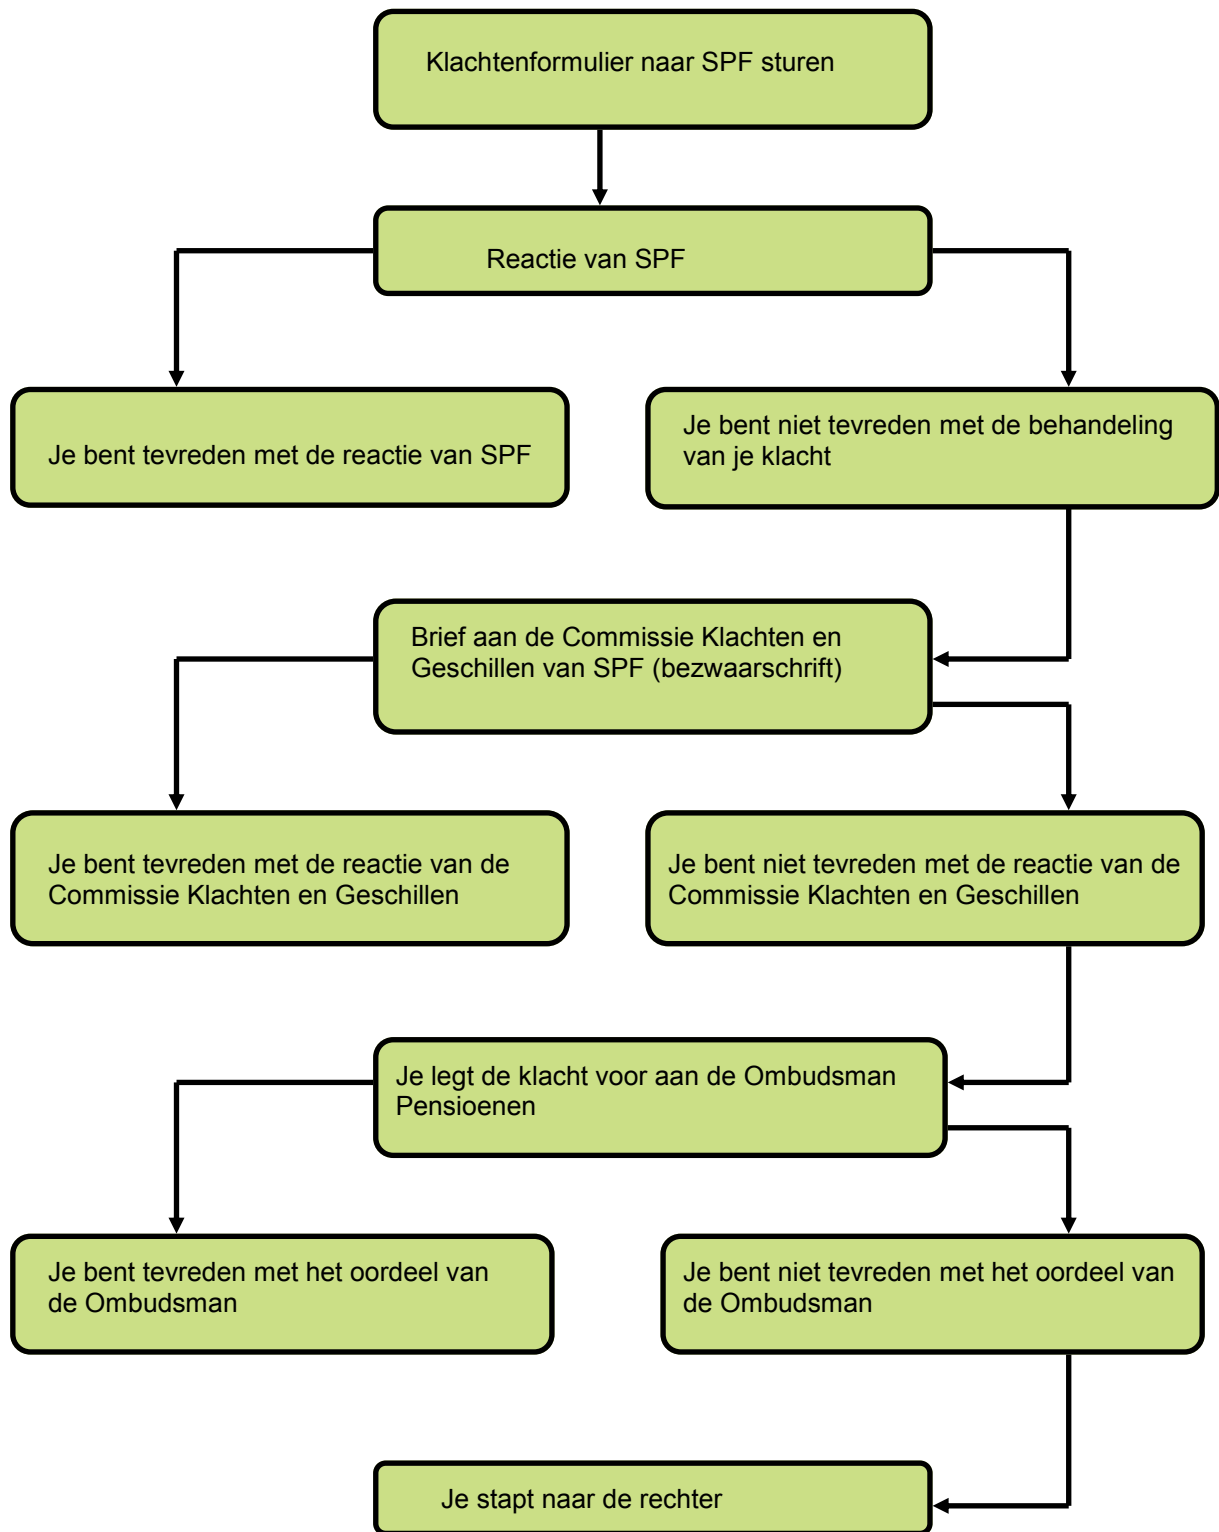 Klachtenformulier naar SPF sturen
Reactie van SPF
Je bent tevreden met de reactie van SPF
Je bent niet tevreden met de behandeling
van je klacht
Brief aan de Commissie Klachten en
Geschillen van SPF (bezwaarschrift)
Je bent tevreden met de reactie van de
Commissie Klachten en Geschillen
Je bent niet tevreden met de reactie van de
Commissie Klachten en Geschillen
Je legt de klacht voor aan de Ombudsman
Pensioenen
Je bent tevreden met het oordeel van
de Ombudsman
Je bent niet tevreden met het oordeel van
de Ombudsman
Je stapt naar de rechter